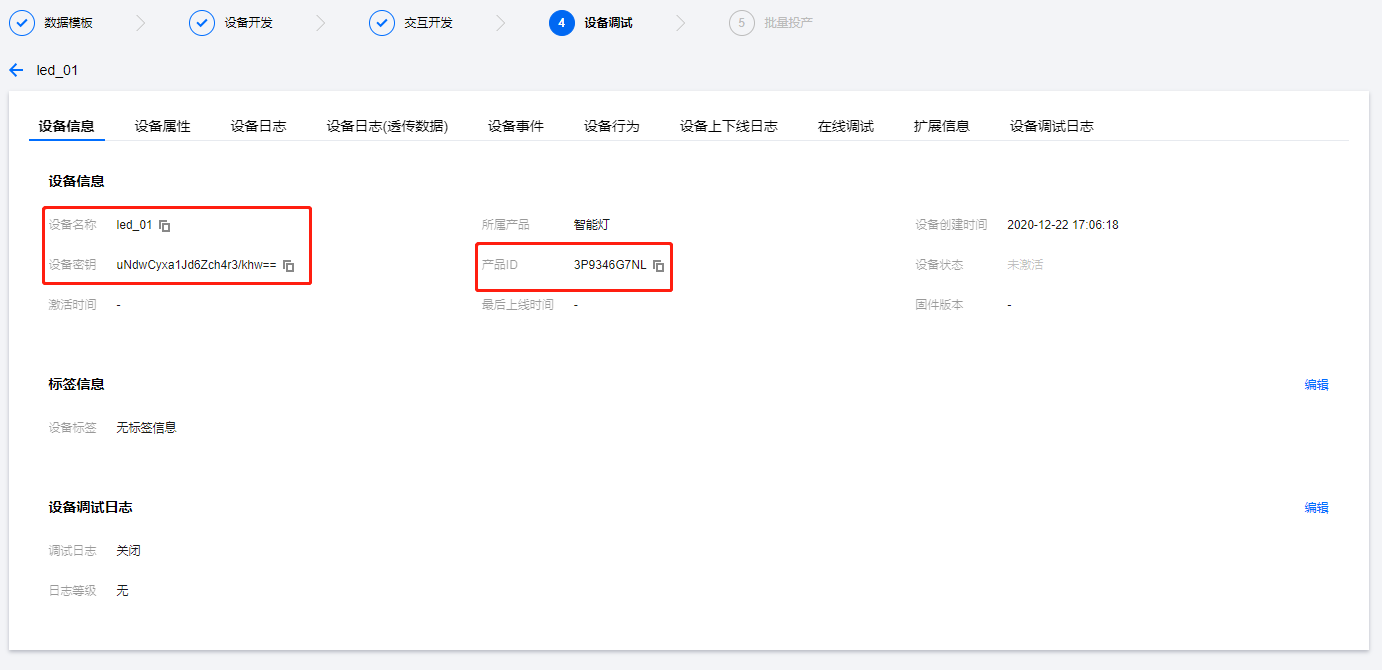 数据模板 设备开发 交互开发 4 设备调试 5 批量投产
led_01
设备信息 设备属性 设备日志 设备日志(透传数据) 设备事件 设备行为 设备上下线日志 在线调试 扩展信息 设备调试日志
设备信息
设备名称 led_01 所属产品 智能灯 设备创建时间 2020-12-22 17:06:18
设备密钥 uNdwCyxa1Jd6Zch4r3/khw== 产品ID 3P9346G7NL 设备状态 未激活
激活时间 - 最后上线时间 - 固件版本 -
标签信息 编辑
设备标签 无标签信息
设备调试日志 编辑
调试日志 关闭
日志等级 无